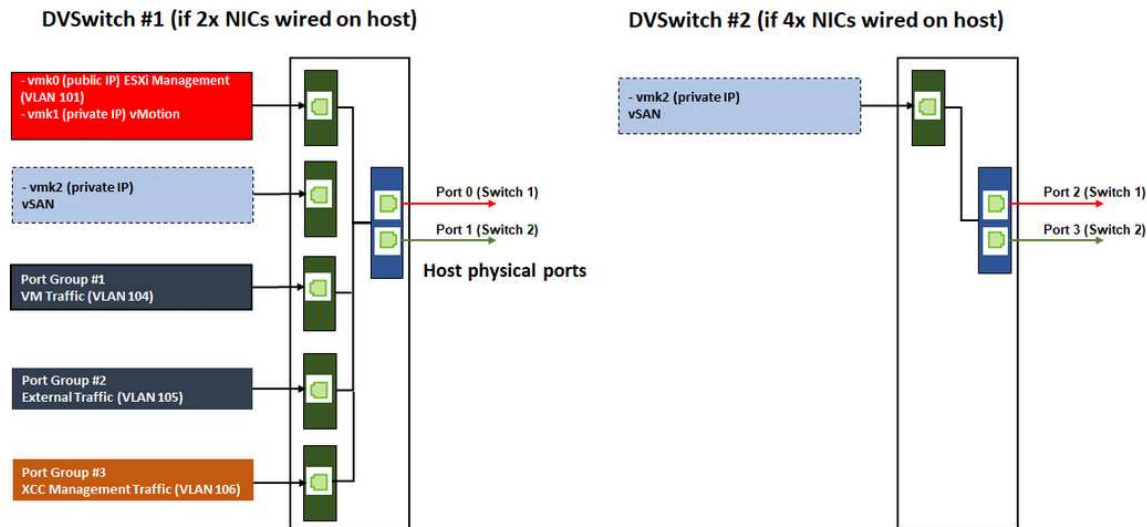 DVSwitch #1 (if 2x NICs wired on host)
- vmk0 (public IP) ESXi Management
(VLAN 101)
- vmk1 (private IP) vMotion
- vmk2 (private IP)
vSAN
Port Group #1
VM Traffic (VLAN 104)
Port Group #2
External Traffic (VLAN 105)
Port Group #3
XCC Management Traffic (VLAN 106)
Port 0 (Switch 1)
Port 1 (Switch 2)
Host physical ports
DVSwitch #2 (if 4x NICs wired on host)
- vmk2 (private IP)
vSAN
Port 2 (Switch 1)
Port 3 (Switch 2)